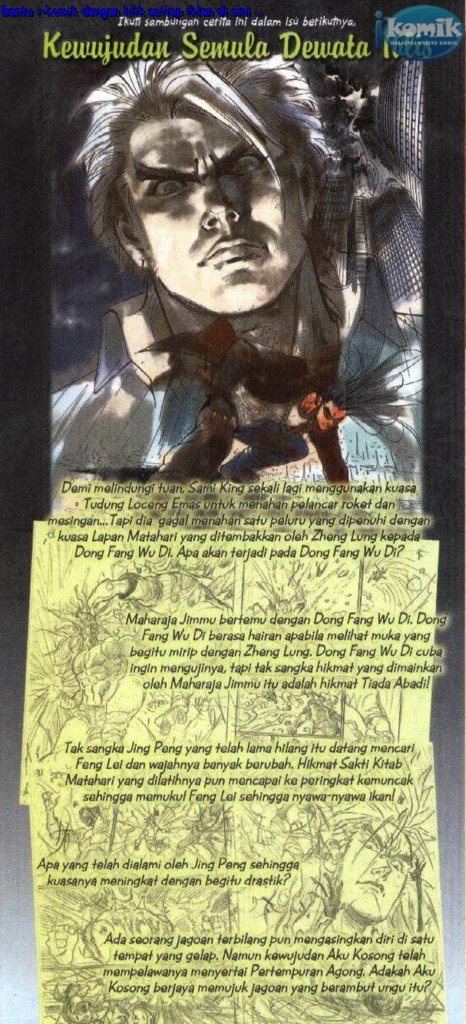 Bantu i-komik dengan klik setiap iklan di sini ...
Ikuti sambungan cerita ini dalam isu berikutnya,
Kewujudan Semula Dewata
komik
MALAYSIA ONLINE KOMIK
Demi melindungi tuan, Sami King sekali lagi menggunakan kuasa
Tudung Loceng Emas untuk menahan pelancar roket dan
mesingan...Tapi dia gagal menahan satu peluru yang dipenuhi dengan
kuasa Lapan Matahari yang ditembakkan oleh Zheng Lung kepada
Dong Fang Wu Di. Apa akan terjadi pada Dong Fang Wu Di?
Maharaja Jimmu bertemu dengan Dong Fang Wu Di. Dong
Fang Wu Di berasa hairan apabila melihat muka yang
begitu mirip dengan Zheng Lung. Dong Fang Wu Di cuba
ingin mengujinya, tapi tak sangka hikmat yang dimainkan
oleh Maharaja Jimmu itu adalah hikmat Tiada Abadi!
Tak sangka Jing Peng yang telah lama hilang itu datang mencari
Feng Lei dan wajahnya banyak berubah. Hikmat Sakti Kitab
Matahari yang dilatihnya pun mencapai ke peringkat kemuncak
sehingga memukul Feng Lei sehingga nyawa-nyawa ikan!
Apa yang telah dialami oleh Jing Peng sehingga
kuasanya meningkat dengan begitu drastik?
Ada seorang jagoan terbilang pun mengasingkan diri di satu
tempat yang gelap. Namun kewujudan Aku Kosong telah
mempelawanya menyertai Pertempuran Agong. Adakah Aku
Kosong berjaya memujuk jagoan yang berambut ungu itu?